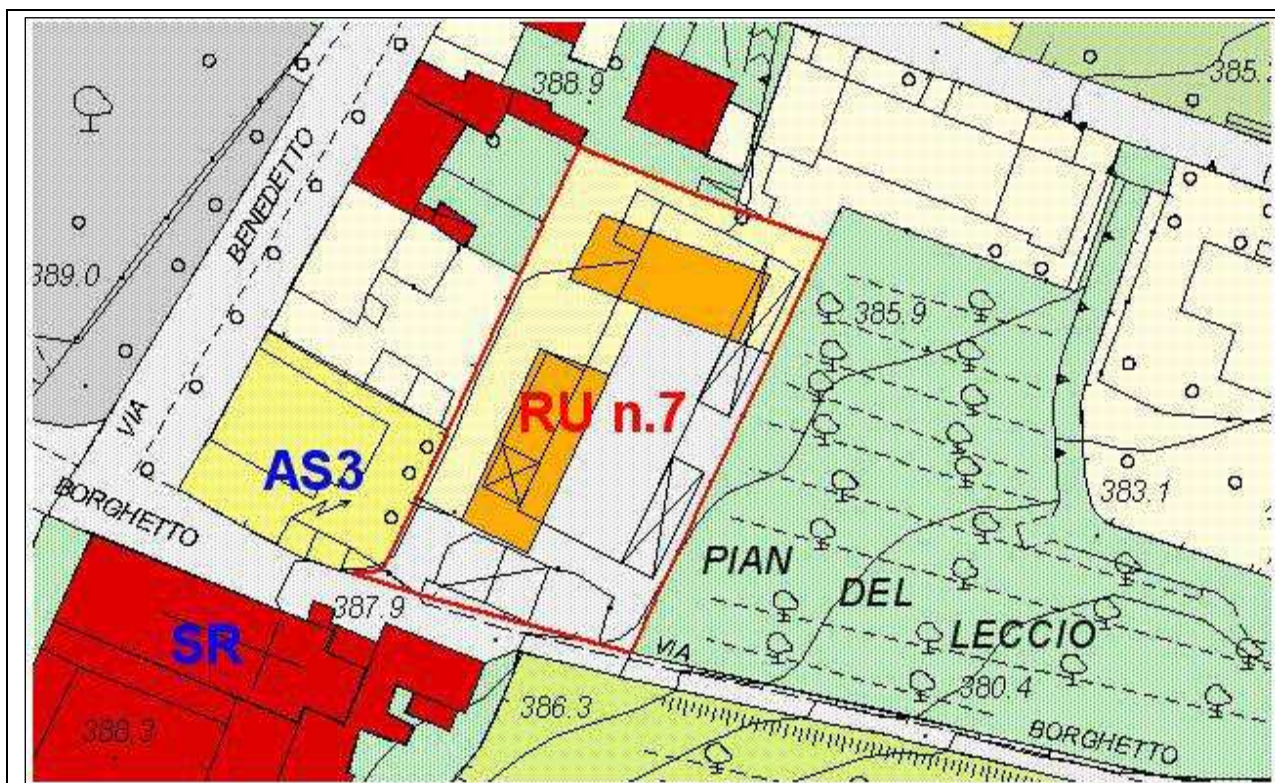 388.9
385.2
BENEDETTO
389.0
385.9
RU n.7
VIA
AS3
383.1
BORGHETTO
PIAN
DEL
LECCIO
387.9
VIA
SR
380.4
386.3
388.3
BORGHETTO